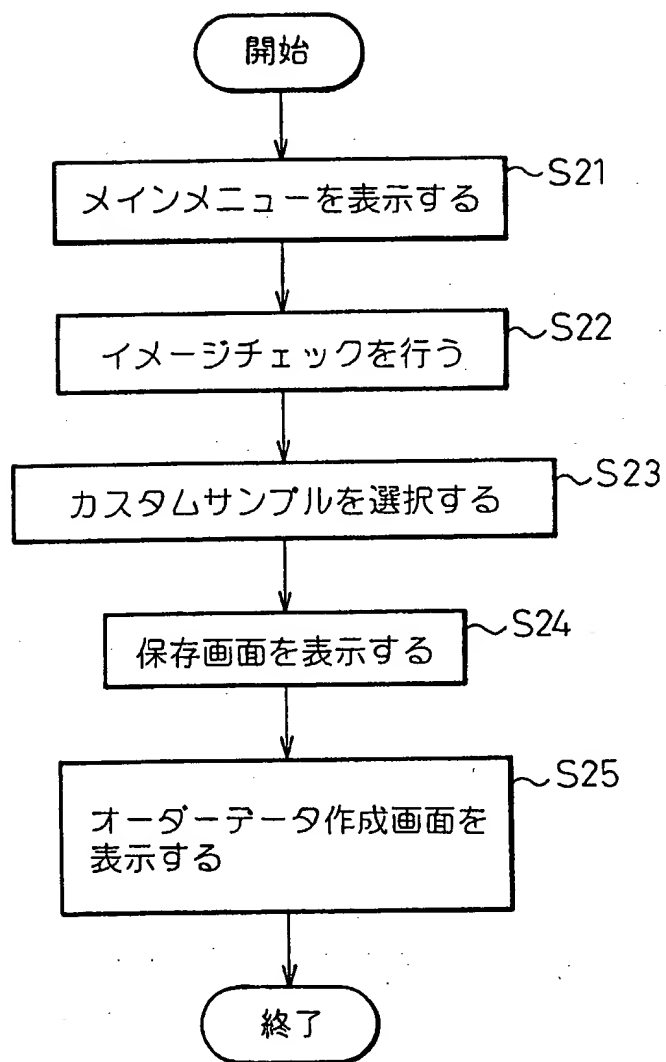 開始
メインメニューを表示する
S21
イメージチェックを行う
S22
カスタムサンプルを選択する
S23
保存画面を表示する
S24
オーダーデータ作成画面を
表示する
S25
終了